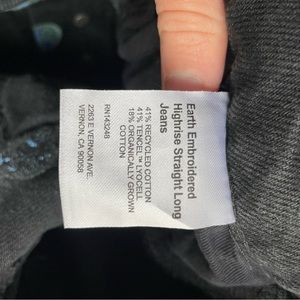 Earth Embroidered
Highrise Straight Long
Jeans
41% RECYCLED COTTON
41% TENCEL™ LYOCELL
18% ORGANICALLY GROWN
COTTON
RN143248
2263 E VERNON AVE.
VERNON, CA 90058